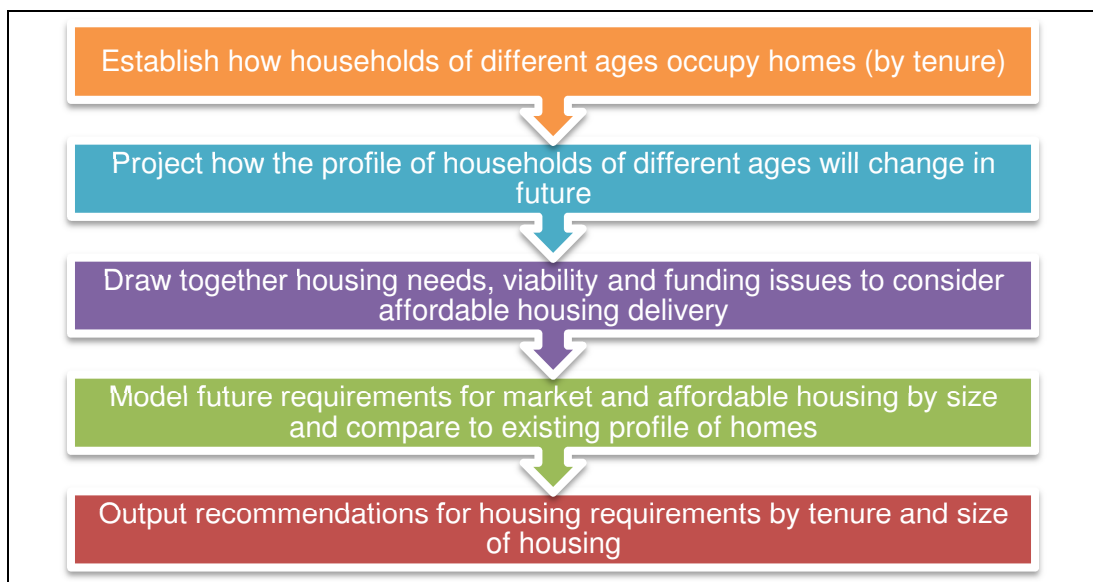 Establish how households of different ages occupy homes (by tenure)
Project how the profile of households of different ages will change in
future
Draw together housing needs, viability and funding issues to consider
affordable housing delivery
Model future requirements for market and affordable housing by size
and compare to existing profile of homes
Output recommendations for housing requirements by tenure and size
of housing